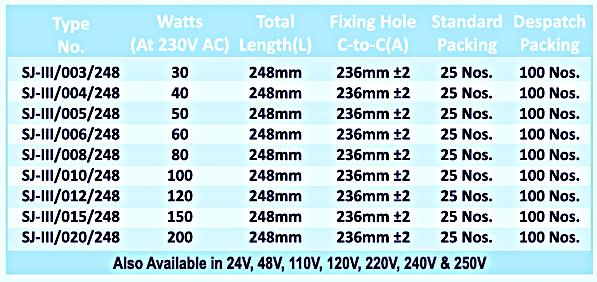 Type No. Watts (At 230V AC) Total Length(L) Fixing Hole C-to-C(A) Standard Packing Despatch Packing
SJ-III/003/248 30 248mm 236mm ±2 25 Nos. 100 Nos.
SJ-III/004/248 40 248mm 236mm ±2 25 Nos. 100 Nos.
SJ-III/005/248 50 248mm 236mm ±2 25 Nos. 100 Nos.
SJ-III/006/248 60 248mm 236mm ±2 25 Nos. 100 Nos.
SJ-III/008/248 80 248mm 236mm ±2 25 Nos. 100 Nos.
SJ-III/010/248 100 248mm 236mm ±2 25 Nos. 100 Nos.
SJ-III/012/248 120 248mm 236mm ±2 25 Nos. 100 Nos.
SJ-III/015/248 150 248mm 236mm ±2 25 Nos. 100 Nos.
SJ-III/020/248 200 248mm 236mm ±2 25 Nos. 100 Nos.
Also Available in 24V, 48V, 110V, 120V, 220V, 240V & 250V